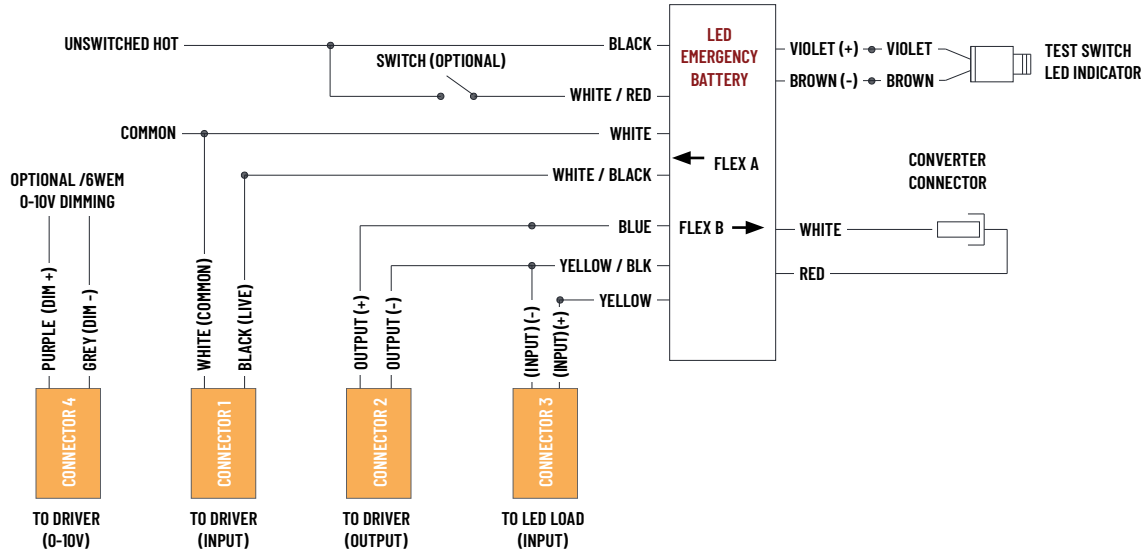 UNSWITCHED HOT
BLACK
SWITCH (OPTIONAL)
WHITE / RED
COMMON
WHITE
WHITE / BLACK
OPTIONAL /6WEM
0-10V DIMMING
BLUE
YELLOW / BLK
YELLOW
LED
EMERGENCY
BATTERY
FLEX A
FLEX B
VIOLET (+)
VIOLET
BROWN (-)
BROWN
TEST SWITCH
LED INDICATOR
CONVERTER
CONNECTOR
WHITE
RED
PURPLE (DIM +)
GREY (DIM -)
WHITE (COMMON)
BLACK (LIVE)
OUTPUT (+)
OUTPUT (-)
(INPUT)(-)
(INPUT)(+)
CONNECTOR 4
CONNECTOR 1
CONNECTOR 2
CONNECTOR 3
TO DRIVER
(0-10V)
TO DRIVER
(INPUT)
TO DRIVER
(OUTPUT)
TO LED LOAD
(INPUT)